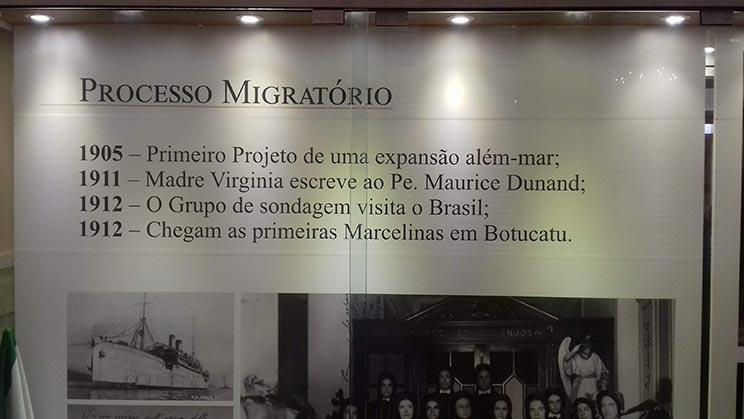 PROCESSO MIGRATÓRIO
1905 – Primeiro Projeto de uma expansão além-mar;
1911 – Madre Virginia escreve ao Pe. Maurice Dunand;
1912 – O Grupo de sondagem visita o Brasil;
1912 – Chegam as primeiras Marcelinas em Botucatu.